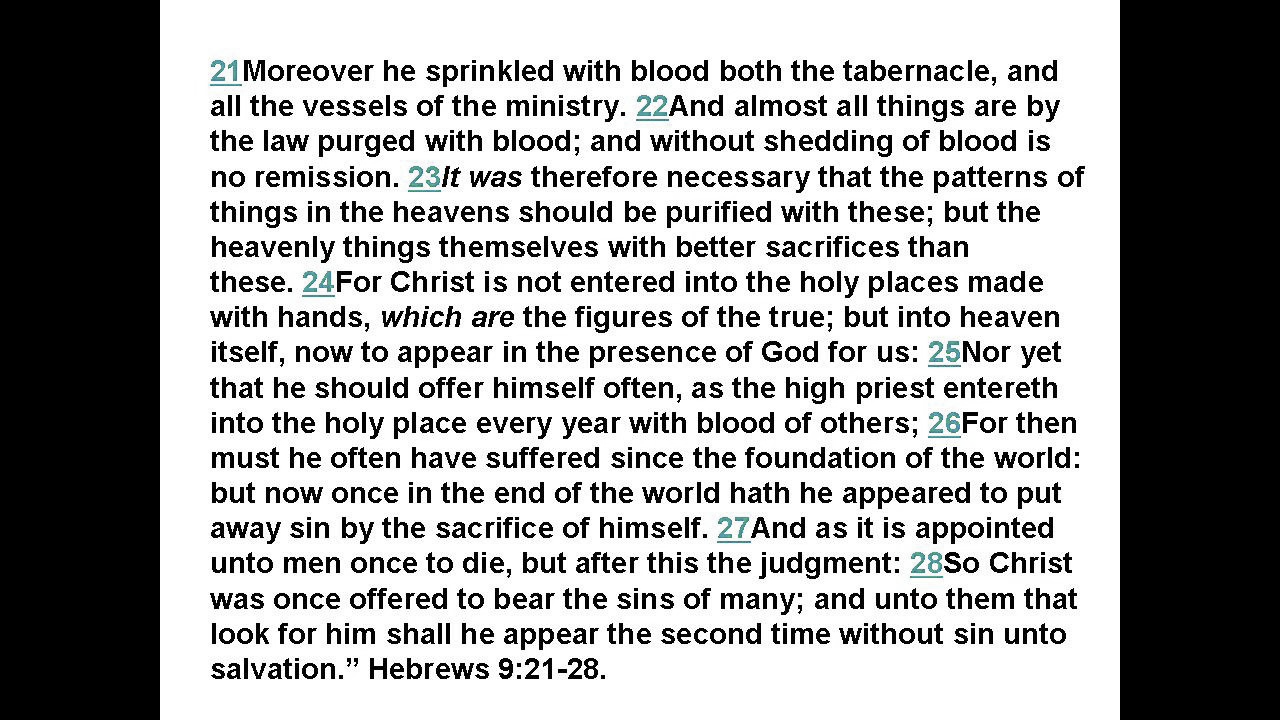 21Moreover he sprinkled with blood both the tabernacle, and
all the vessels of the ministry. 22And almost all things are by
the law purged with blood; and without shedding of blood is
no remission. 23It was therefore necessary that the patterns of
things in the heavens should be purified with these; but the
heavenly things themselves with better sacrifices than
these. 24For Christ is not entered into the holy places made
with hands, which are the figures of the true; but into heaven
itself, now to appear in the presence of God for us: 25Nor yet
that he should offer himself often, as the high priest entereth
into the holy place every year with blood of others; 26For then
must he often have suffered since the foundation of the world:
but now once in the end of the world hath he appeared to put
away sin by the sacrifice of himself. 27And as it is appointed
unto men once to die, but after this the judgment: 28So Christ
was once offered to bear the sins of many; and unto them that
look for him shall he appear the second time without sin unto
salvation.” Hebrews 9:21-28.